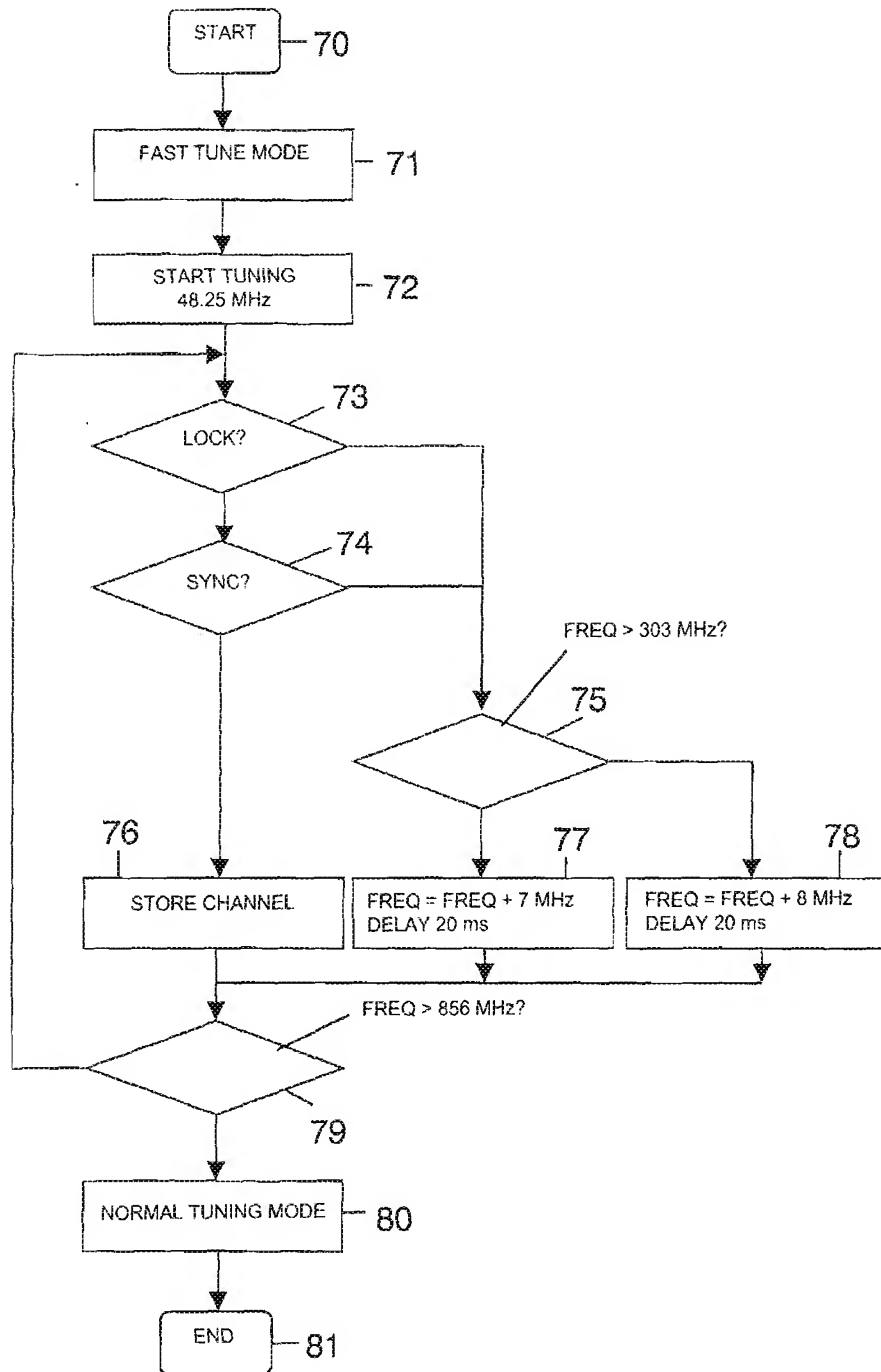 START
70
FAST TUNE MODE
71
START TUNING
48.25 MHz
72
73
LOCK?
74
SYNC?
FREQ > 303 MHz?
75
76
77
78
STORE CHANNEL
FREQ = FREQ + 7 MHz
DELAY 20 ms
FREQ = FREQ + 8 MHz
DELAY 20 ms
FREQ > 856 MHz?
79
NORMAL TUNING MODE
80
END
81